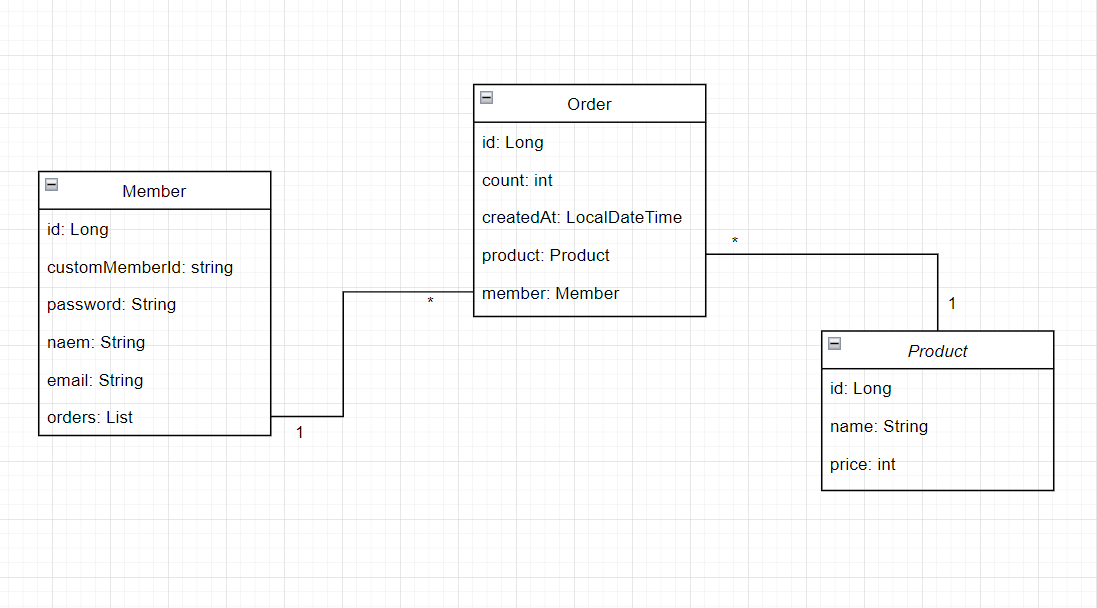 Member
id: Long
customMemberId: string
password: String
naem: String
email: String
orders: List
1
*
Order
id: Long
count: int
createdAt: LocalDateTime
product: Product
member: Member
*
1
Product
id: Long
name: String
price: int